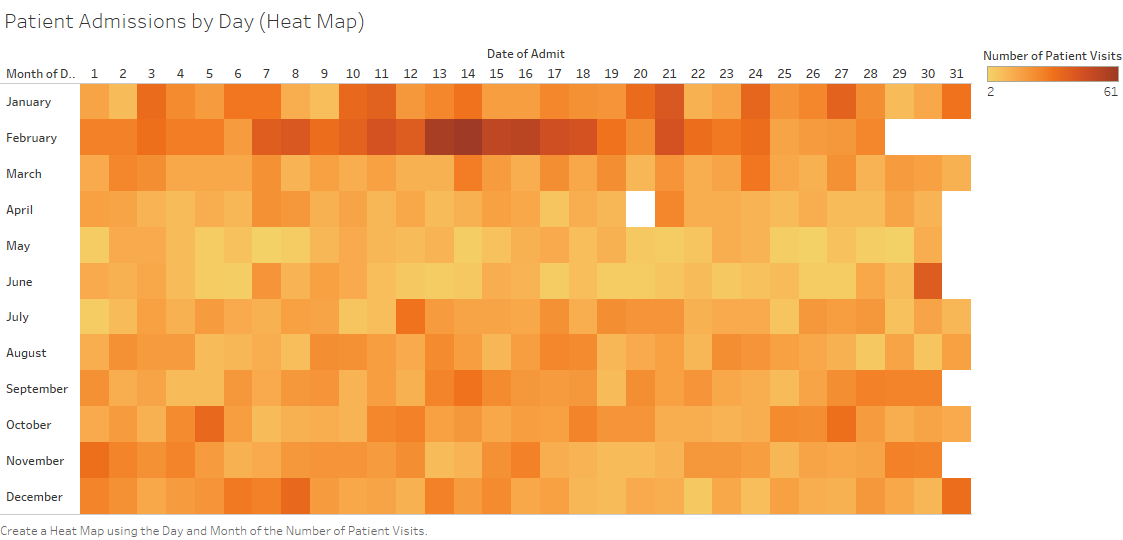 Patient Admissions by Day (Heat Map)
Date of Admit
Number of Patient Visits
2 61
Month of D.. 1 2 3 4 5 6 7 8 9 10 11 12 13 14 15 16 17 18 19 20 21 22 23 24 25 26 27 28 29 30 31
January
February
March
April
May
June
July
August
September
October
November
December
Create a Heat Map using the Day and Month of the Number of Patient Visits.